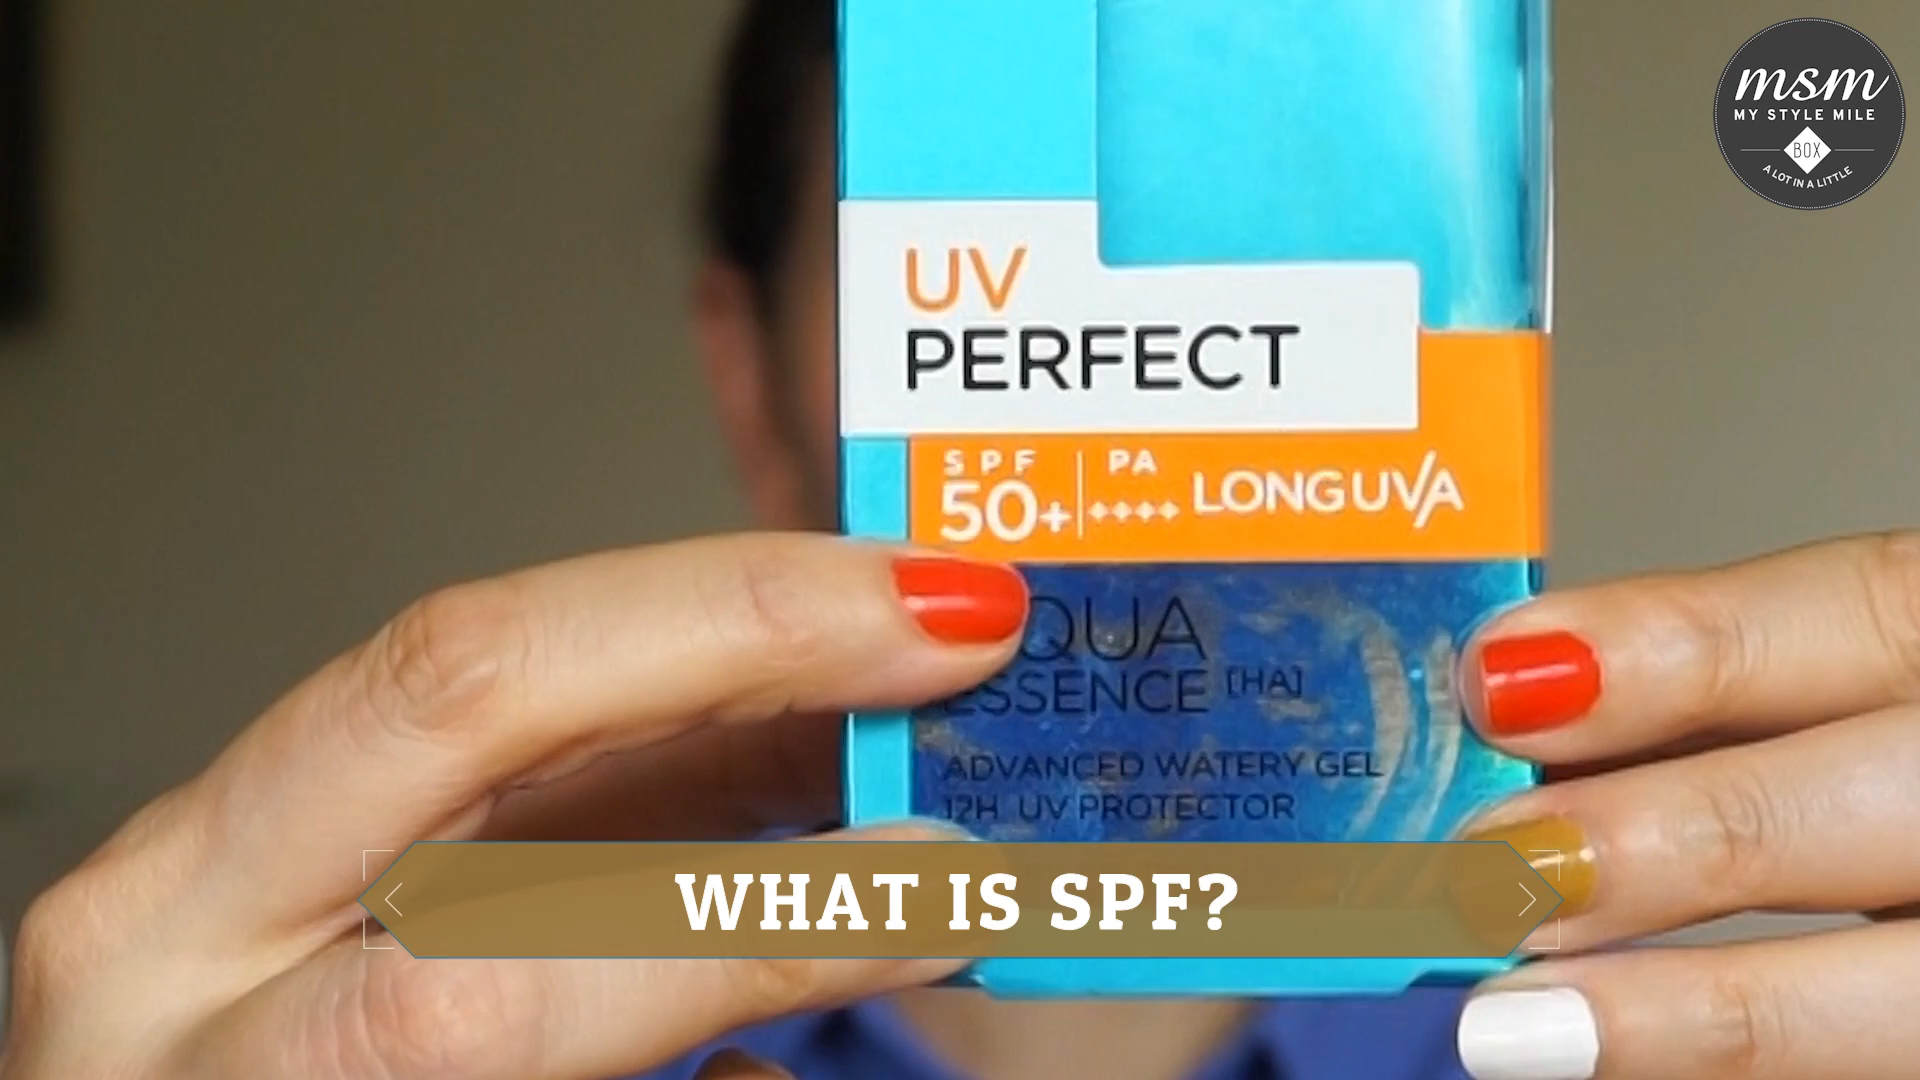 msm
MY STYLE MILE
BOX
A LOT IN A LITTLE
UV
PERFECT
SPF
50+
PA
++++
LONG UVA
QUA
ESSENCE [HA]
ADVANCED WATERY GEL
12H UV PROTECTOR
WHAT IS SPF?